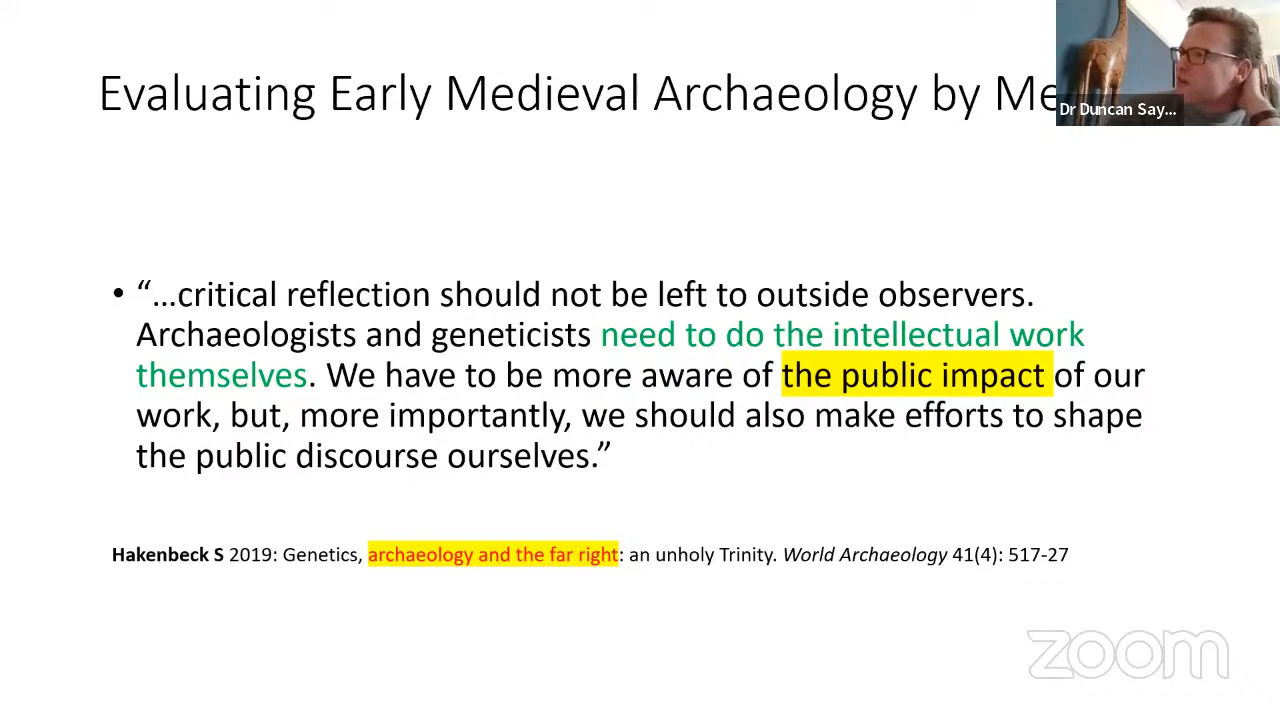 Evaluating Early Medieval Archaeology by Me
Dr Duncan Say...
• “…critical reflection should not be left to outside observers.
Archaeologists and geneticists need to do the intellectual work
themselves. We have to be more aware of the public impact of our
work, but, more importantly, we should also make efforts to shape
the public discourse ourselves.”
Hakenbeck S 2019: Genetics, archaeology and the far right: an unholy Trinity. World Archaeology 41(4): 517-27
zoom